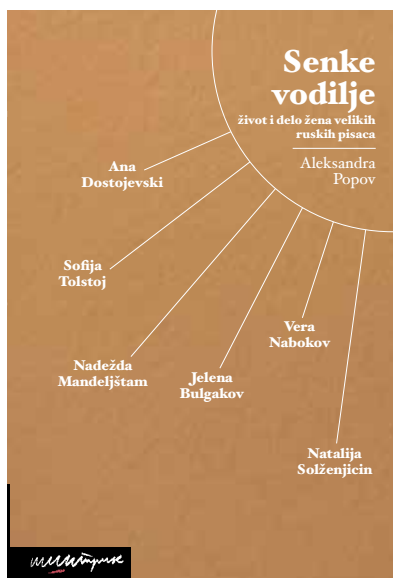 Senke
vodilje
život i delo žena velikih
ruskih pisaca
Aleksandra
Popov
Ana
Dostojevski
Sofija
Tolstoj
Vera
Nabokov
Nadežda
Mandeljštam
Jelena
Bulgakov
Natalija
Solženjicin